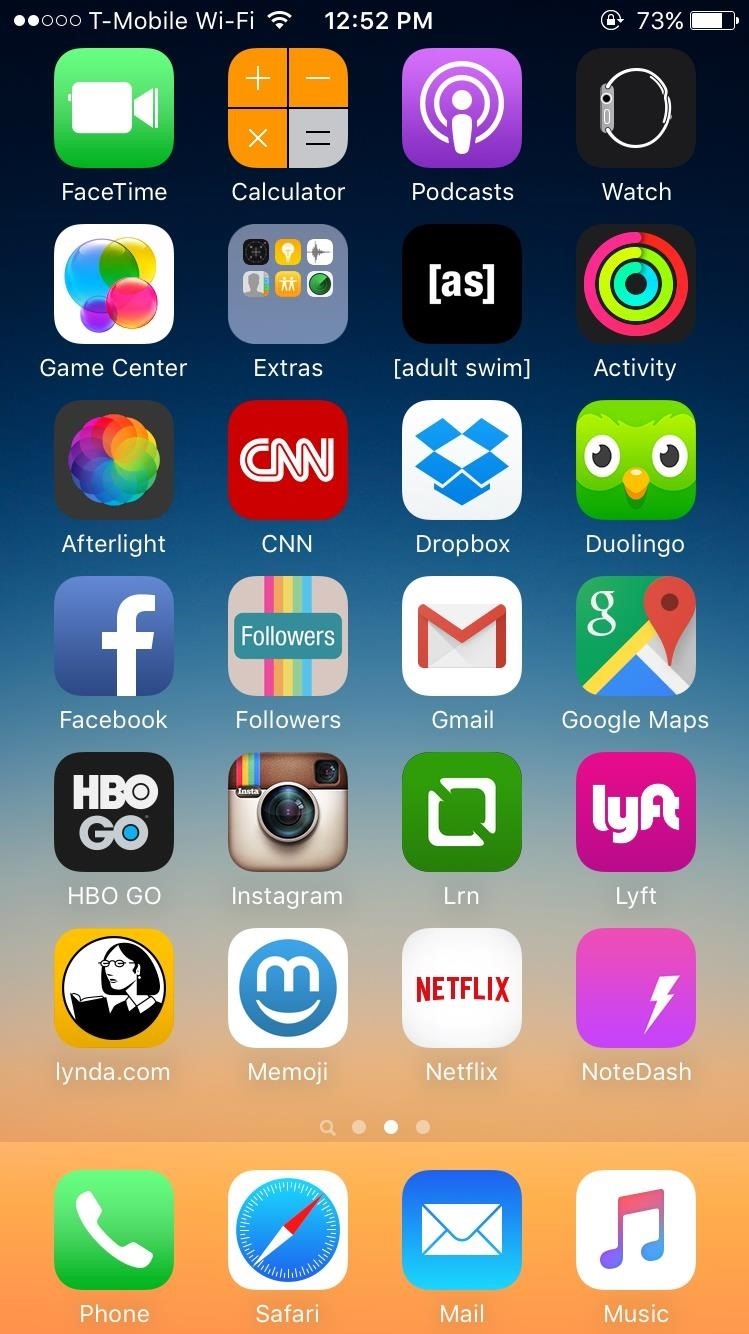 T-Mobile Wi-Fi 12:52 PM 73%
FaceTime Calculator Podcasts Watch
[as]
Game Center Extras [adult swim] Activity
CNN
Afterlight CNN Dropbox Duolingo
f Followers g
Facebook Followers Gmail Google Maps
HBO GO Insta lyft
HBO GO Instagram Lrn Lyft
m NETFLIX
lynda.com Memoji Netflix NoteDash
Phone Safari Mail Music